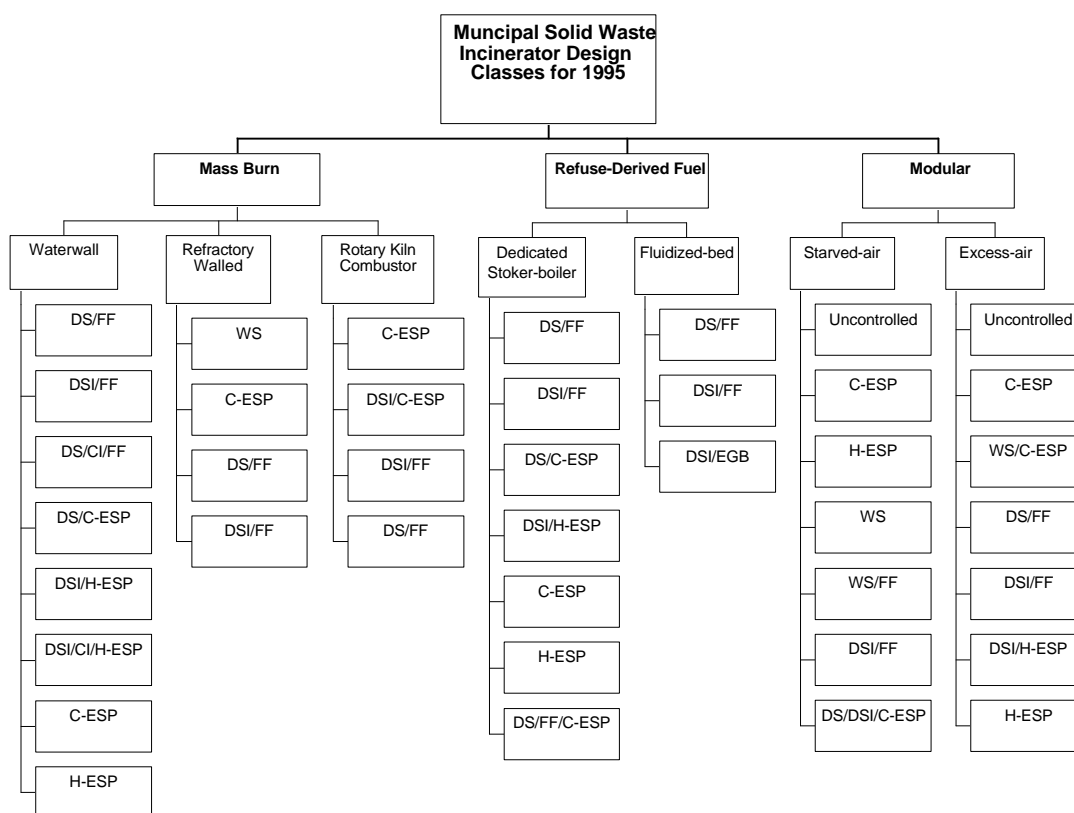 Muncipal Solid Waste
Incinerator Design
Classes for 1995
Mass Burn
Refuse-Derived Fuel
Modular
Waterwall
Refractory
Walled
Rotary Kiln
Combustor
Dedicated
Stoker-boiler
Fluidized-bed
Starved-air
Excess-air
DS/FF
DSI/FF
DS/CI/FF
DS/C-ESP
DSI/H-ESP
DSI/CI/H-ESP
C-ESP
H-ESP
WS
C-ESP
DS/FF
DSI/FF
C-ESP
DSI/C-ESP
DSI/FF
DS/FF
DS/FF
DSI/FF
DS/C-ESP
DSI/H-ESP
C-ESP
H-ESP
DS/FF/C-ESP
DS/FF
DSI/FF
DSI/EGB
Uncontrolled
C-ESP
H-ESP
WS
WS/FF
DSI/FF
DS/DSI/C-ESP
Uncontrolled
C-ESP
WS/C-ESP
DS/FF
DSI/FF
DSI/H-ESP
H-ESP